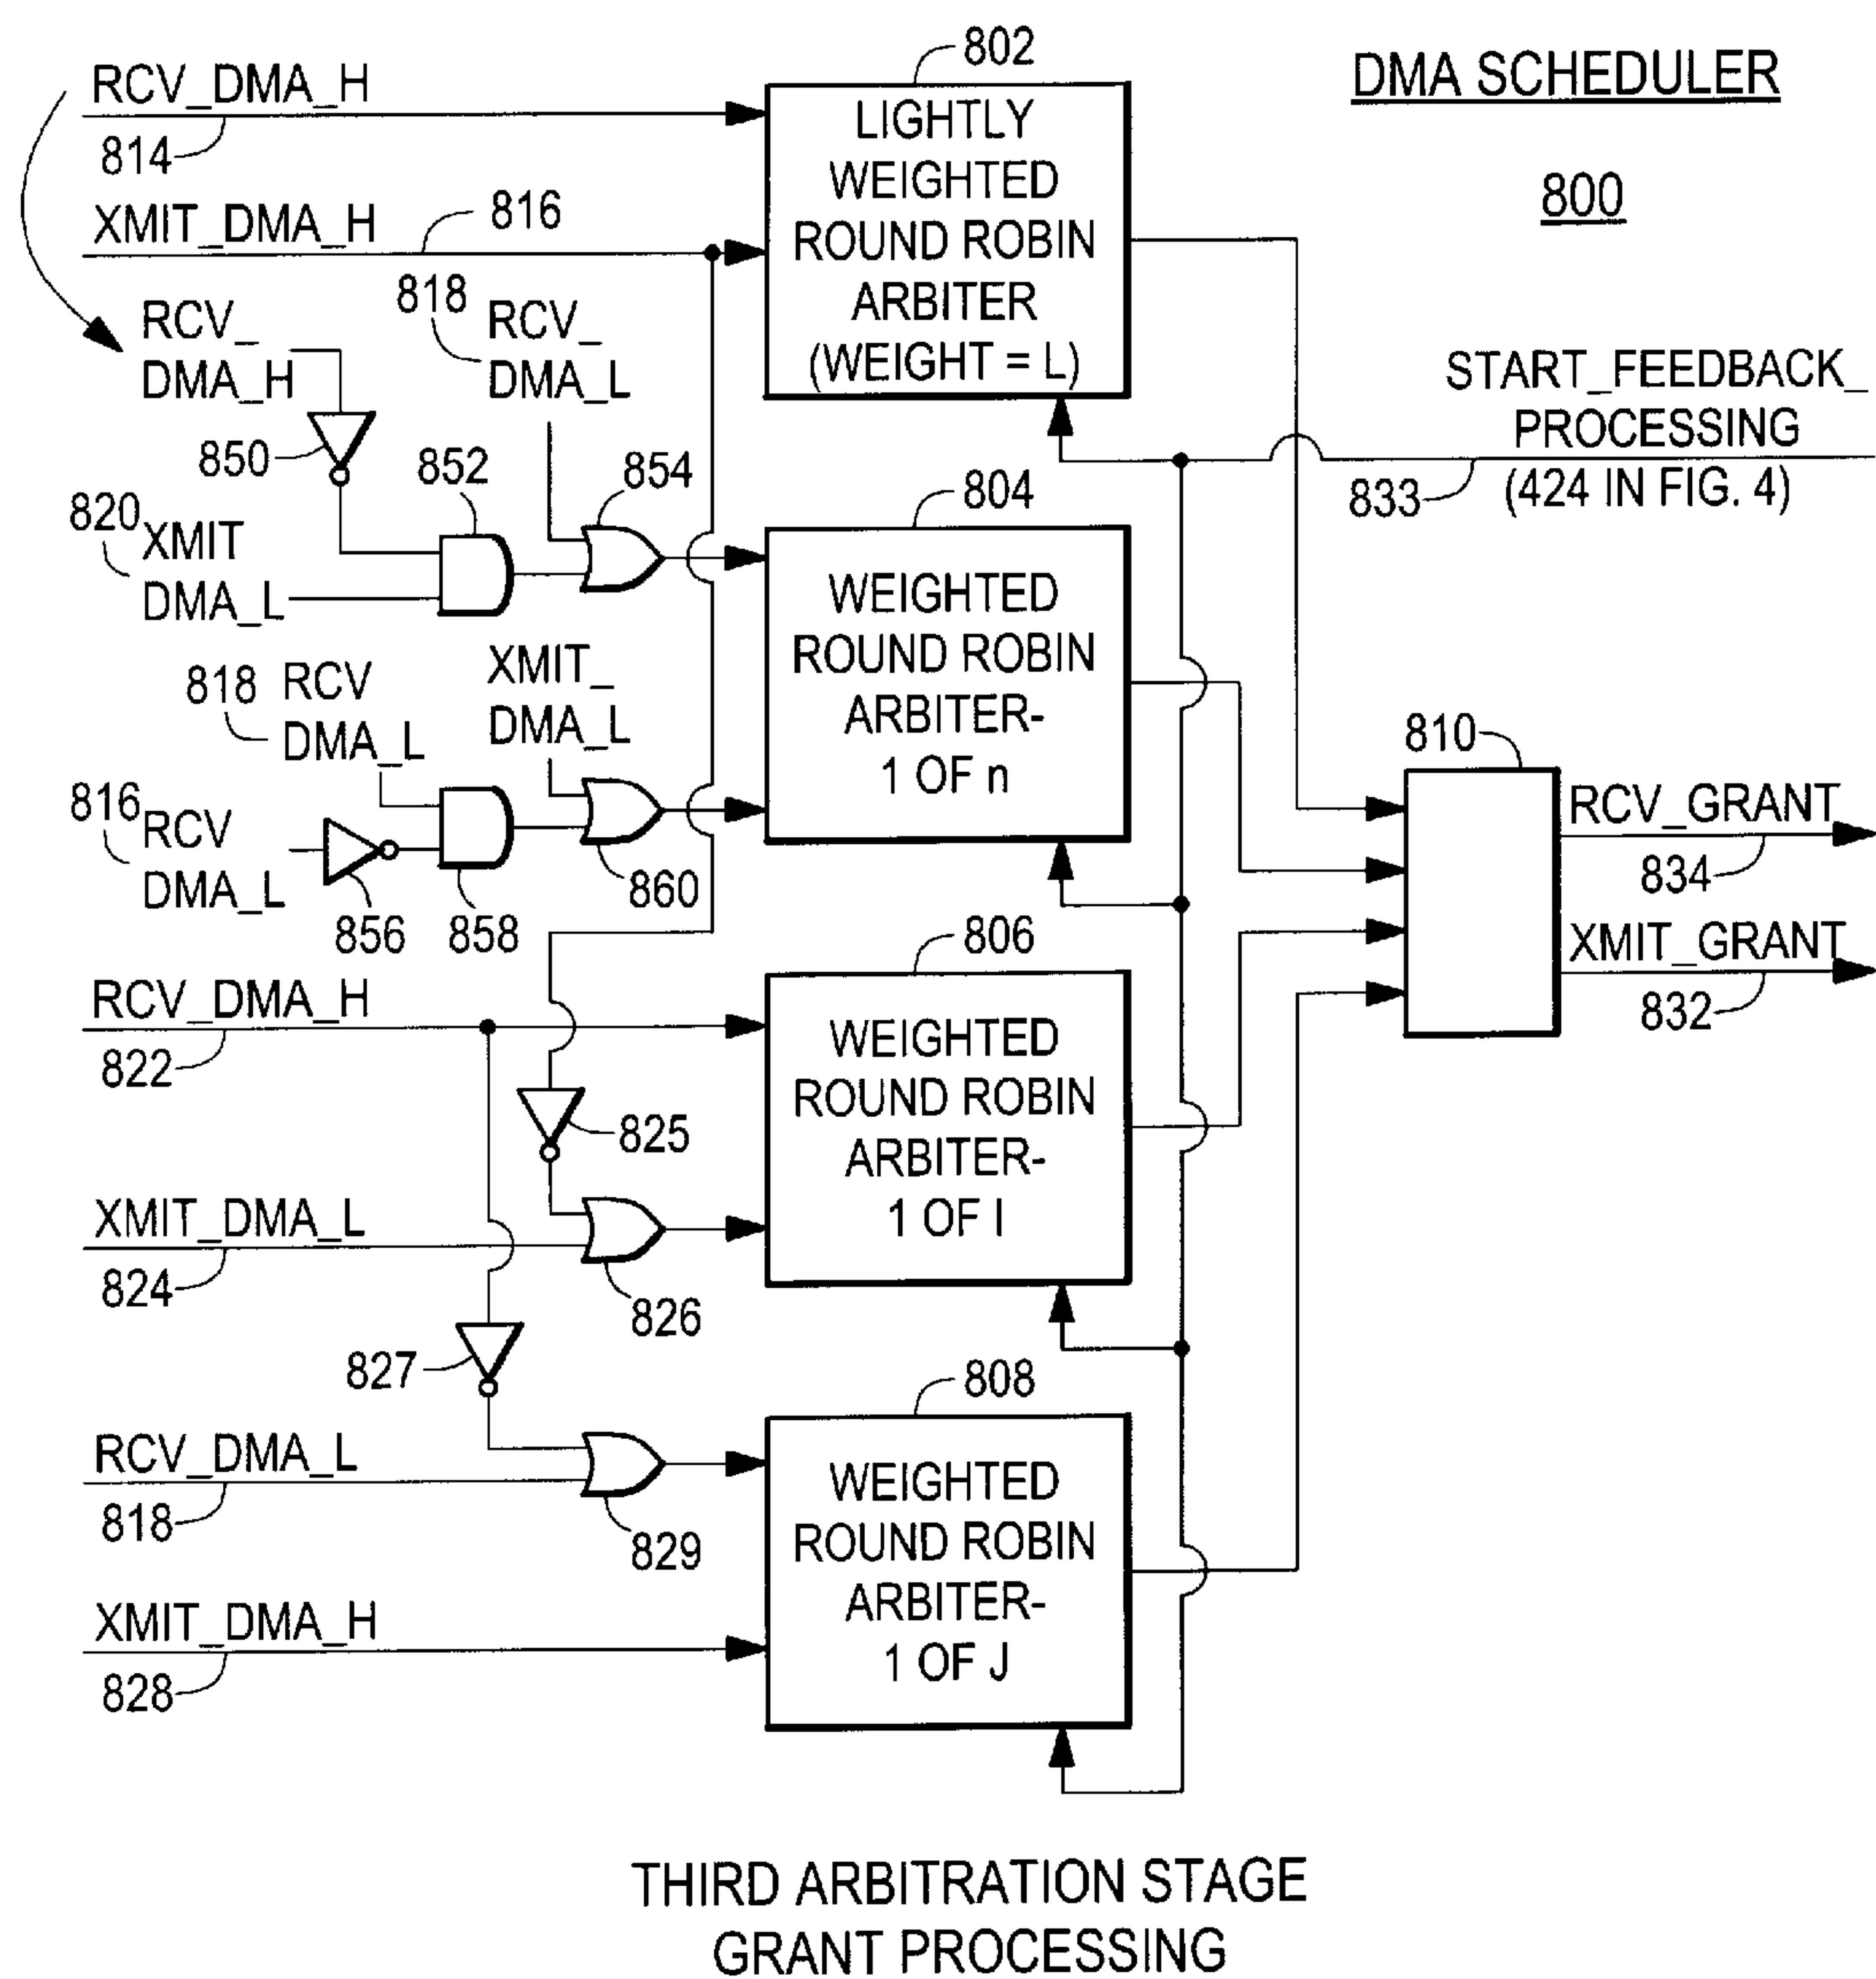 DMA SCHEDULER
800
RCV_DMA_H
814
XMIT_DMA_H
816
802
LIGHTLY
WEIGHTED
ROUND ROBIN
ARBITER
(WEIGHT = L)
RCV_
DMA_H
818
RCV_
DMA_L
850
852
854
820
XMIT
DMA_L
START_FEEDBACK_
PROCESSING
(424 IN FIG. 4)
833
804
WEIGHTED
ROUND ROBIN
ARBITER-
1 OF n
818
RCV
DMA_L
XMIT_
DMA_L
816
RCV
DMA_L
856
858
860
810
RCV_GRANT
834
XMIT_GRANT
832
RCV_DMA_H
822
806
WEIGHTED
ROUND ROBIN
ARBITER-
1 OF I
825
XMIT_DMA_L
824
826
827
RCV_DMA_L
818
829
808
WEIGHTED
ROUND ROBIN
ARBITER-
1 OF J
XMIT_DMA_H
828
THIRD ARBITRATION STAGE
GRANT PROCESSING